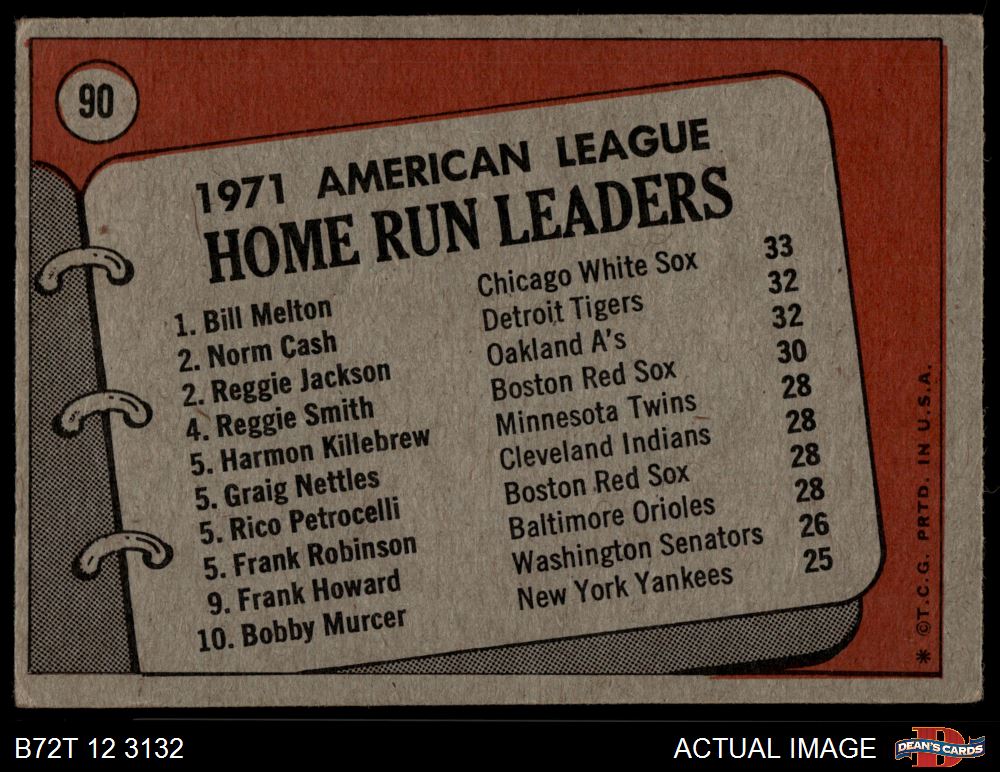 90
1971 AMERICAN LEAGUE
HOME RUN LEADERS
1. Bill Melton Chicago White Sox 33
2. Norm Cash Detroit Tigers 32
2. Reggie Jackson Oakland A's 32
4. Reggie Smith Boston Red Sox 30
5. Harmon Killebrew Minnesota Twins 28
5. Graig Nettles Cleveland Indians 28
5. Rico Petrocelli Boston Red Sox 28
5. Frank Robinson Baltimore Orioles 28
9. Frank Howard Washington Senators 26
10. Bobby Murcer New York Yankees 25
* ©T.C.G. PRTD. IN U.S.A.
B72T 12 3132 ACTUAL IMAGE
D
DEAN'S CARDS